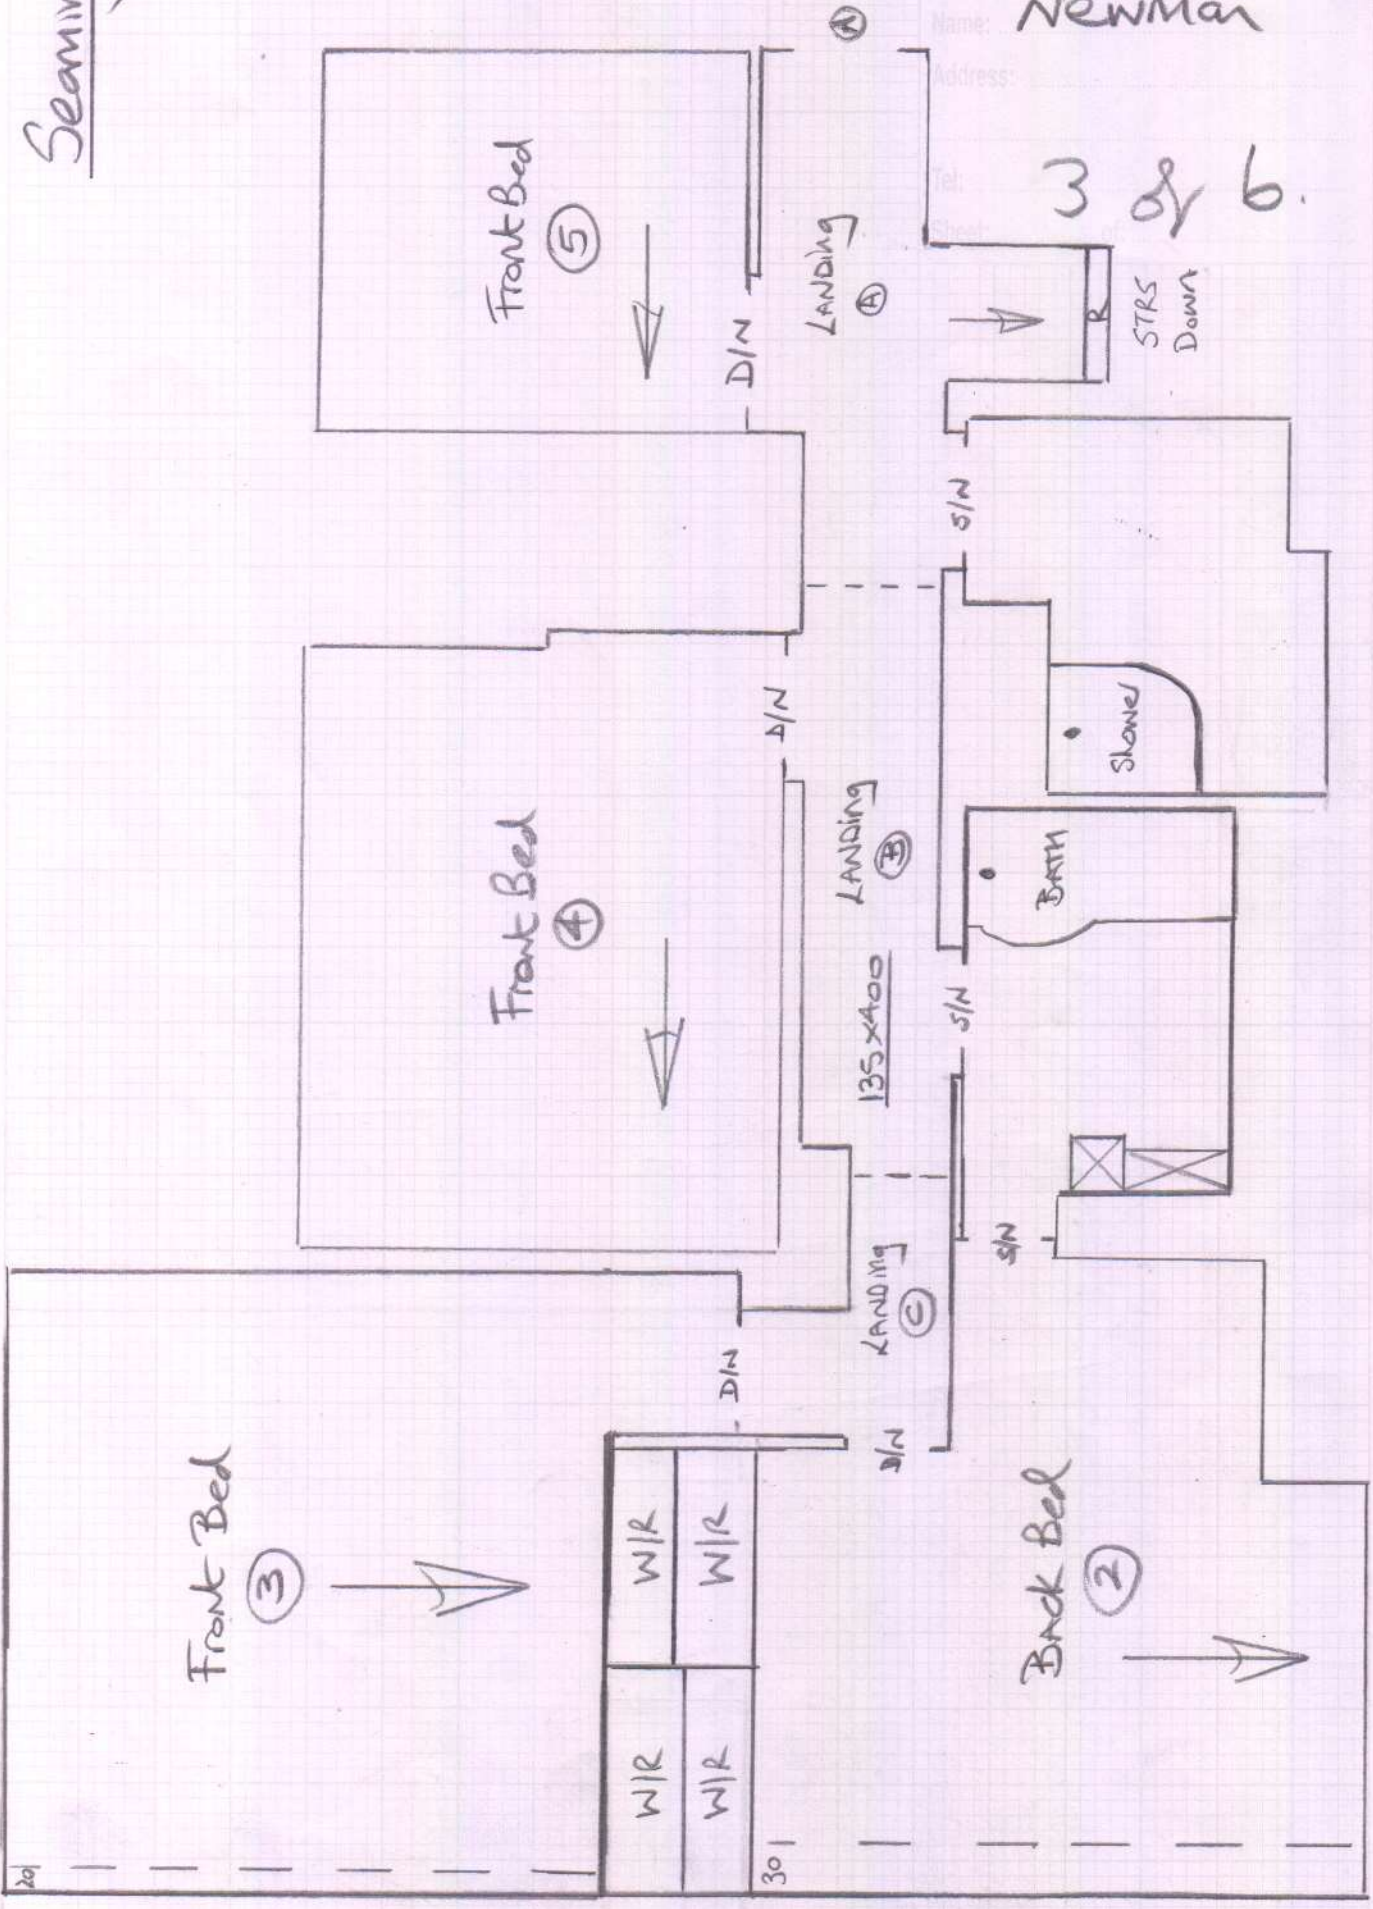 Seamin
Name:
Newman
Address:
Tel:
3 of 6.
Sheet: of:
A
Front Bed
5
D/N
LANDing
A
R
STRS
Down
S/N
Front Bed
4
D/N
LANDing
B
135x400
S/N
Shower
BATH
Front Bed
3
D/N
LANDing
C
D/N
S/N
W/R
W/R
W/R
W/R
Back Bed
2
20
30